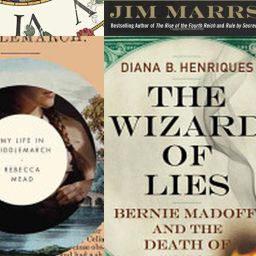 JIM MARRS
Bestselling Author of The Rise of the Fourth Reich and Rule by Secrecy
DIANA B. HENRIQUES
THE
WIZARD
OF
LIES
BERNIE MADOFF
AND THE
DEATH OF
MY LIFE IN
MIDDLEMARCH
REBECCA
MEAD
Celia